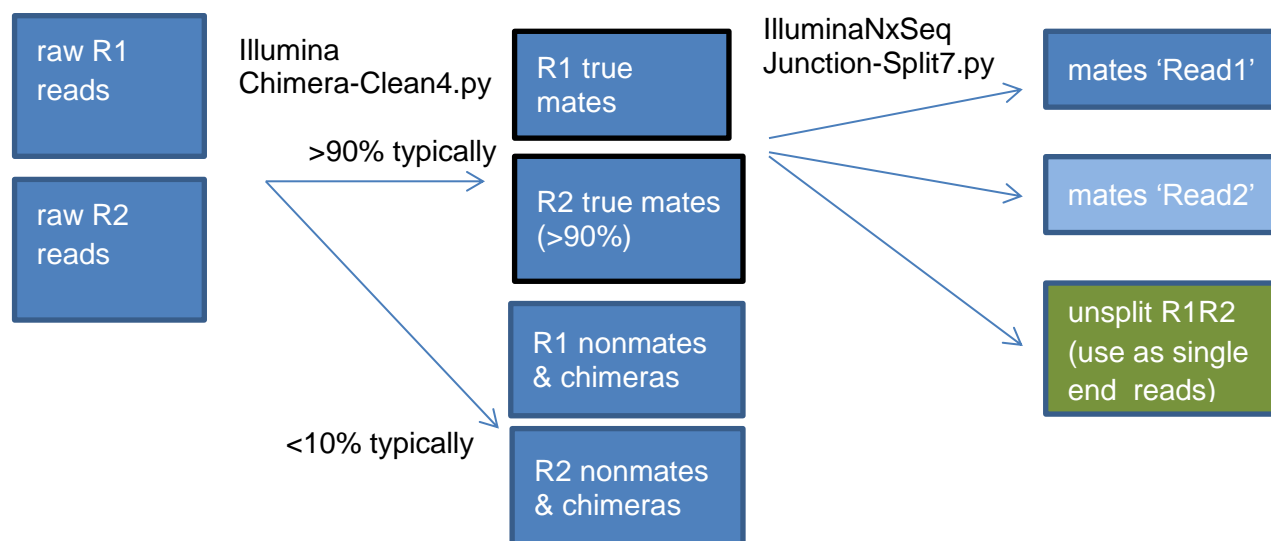 raw R1
reads
raw R2
reads
Illumina
Chimera-Clean4.py
>90% typically
<10% typically
R1 true
mates
R2 true mates
(>90%)
R1 nonmates
& chimeras
R2 nonmates
& chimeras
IlluminaNxSeq
Junction-Split7.py
mates ‘Read1’
mates ‘Read2’
unsplit R1R2
(use as single
end reads)